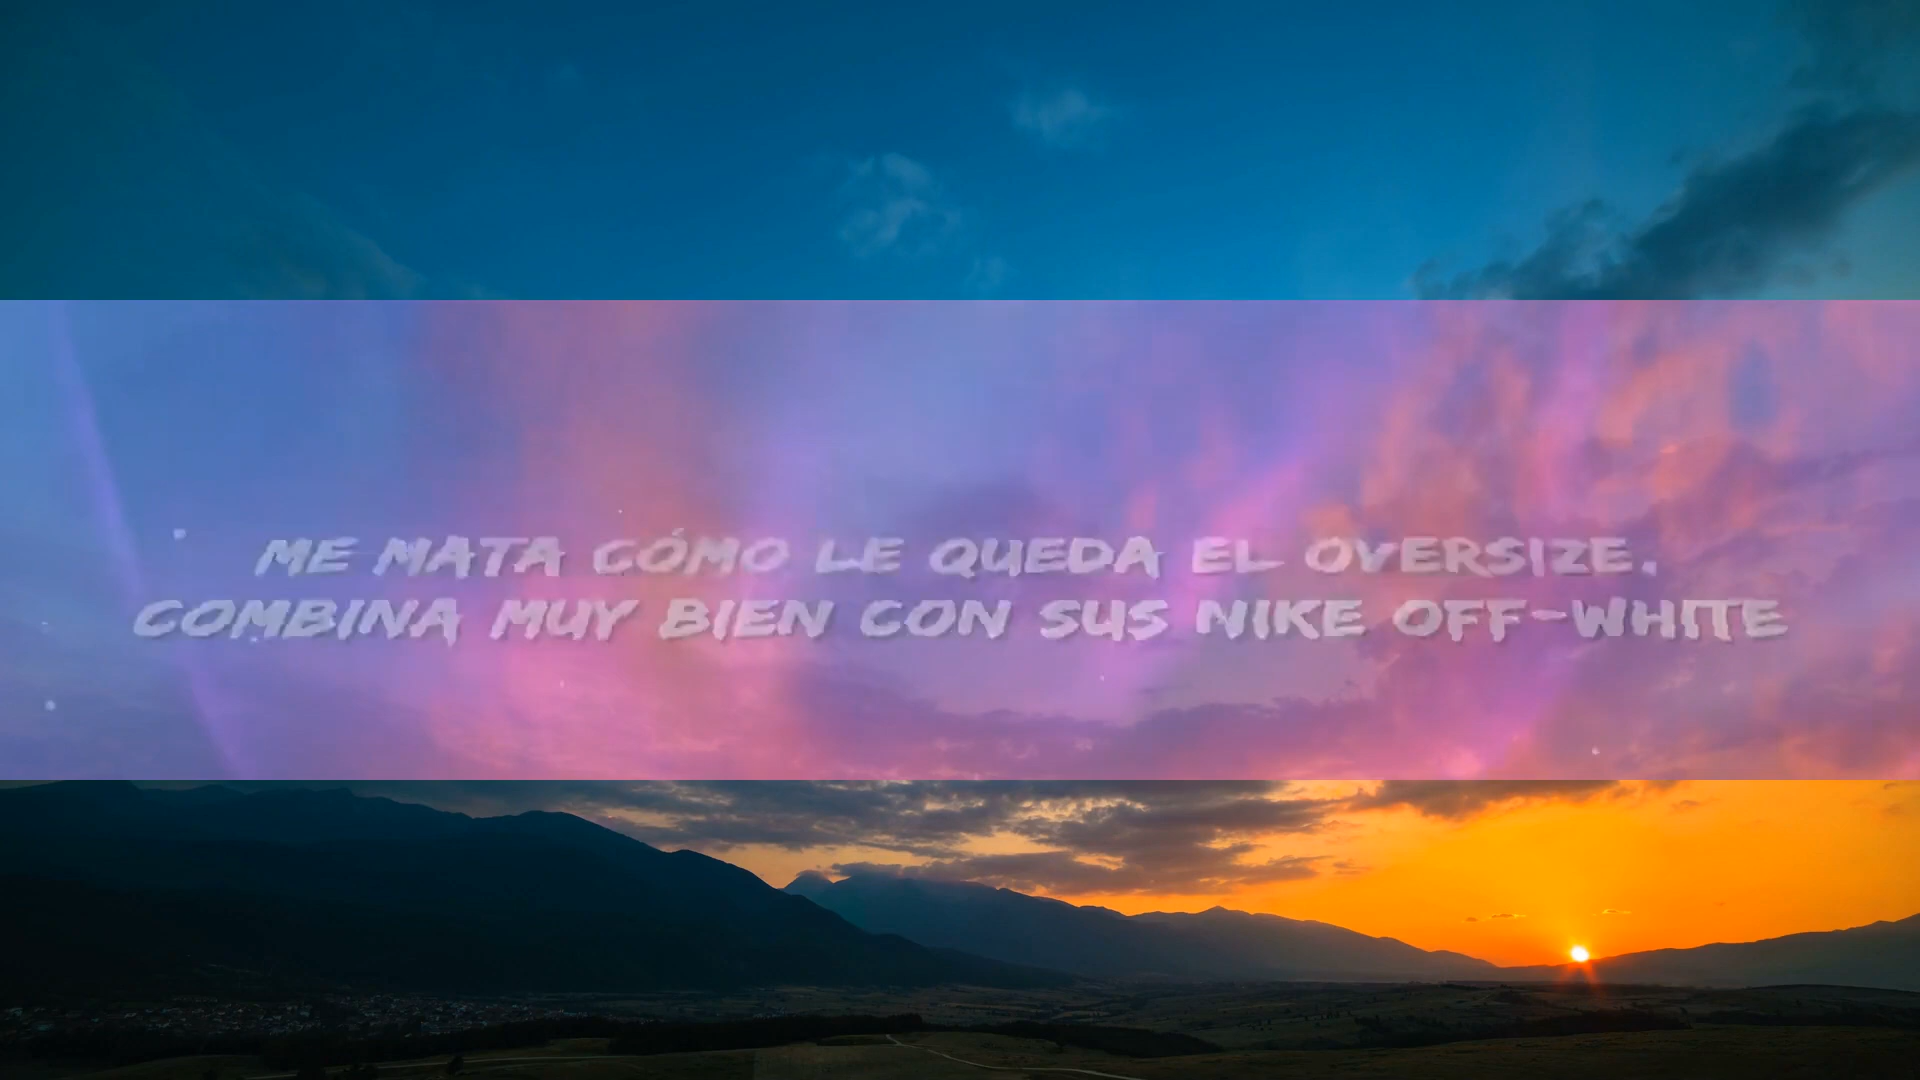 ME MATA CÓMO LE QUEDA EL OVERSIZE,
COMBINA MUY BIEN CON SUS NIKE OFF-WHITE